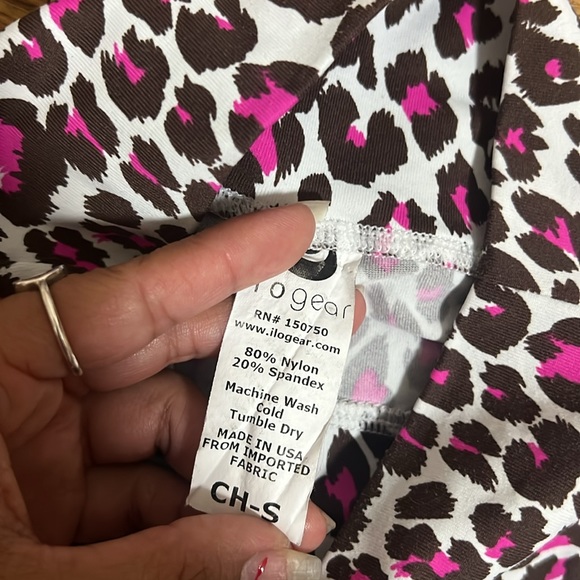 ilogear
RN# 150750
www.ilogear.com
80% Nylon
20% Spandex
Machine Wash
Cold
Tumble Dry
MADE IN USA
FROM IMPORTED
FABRIC
CH-S